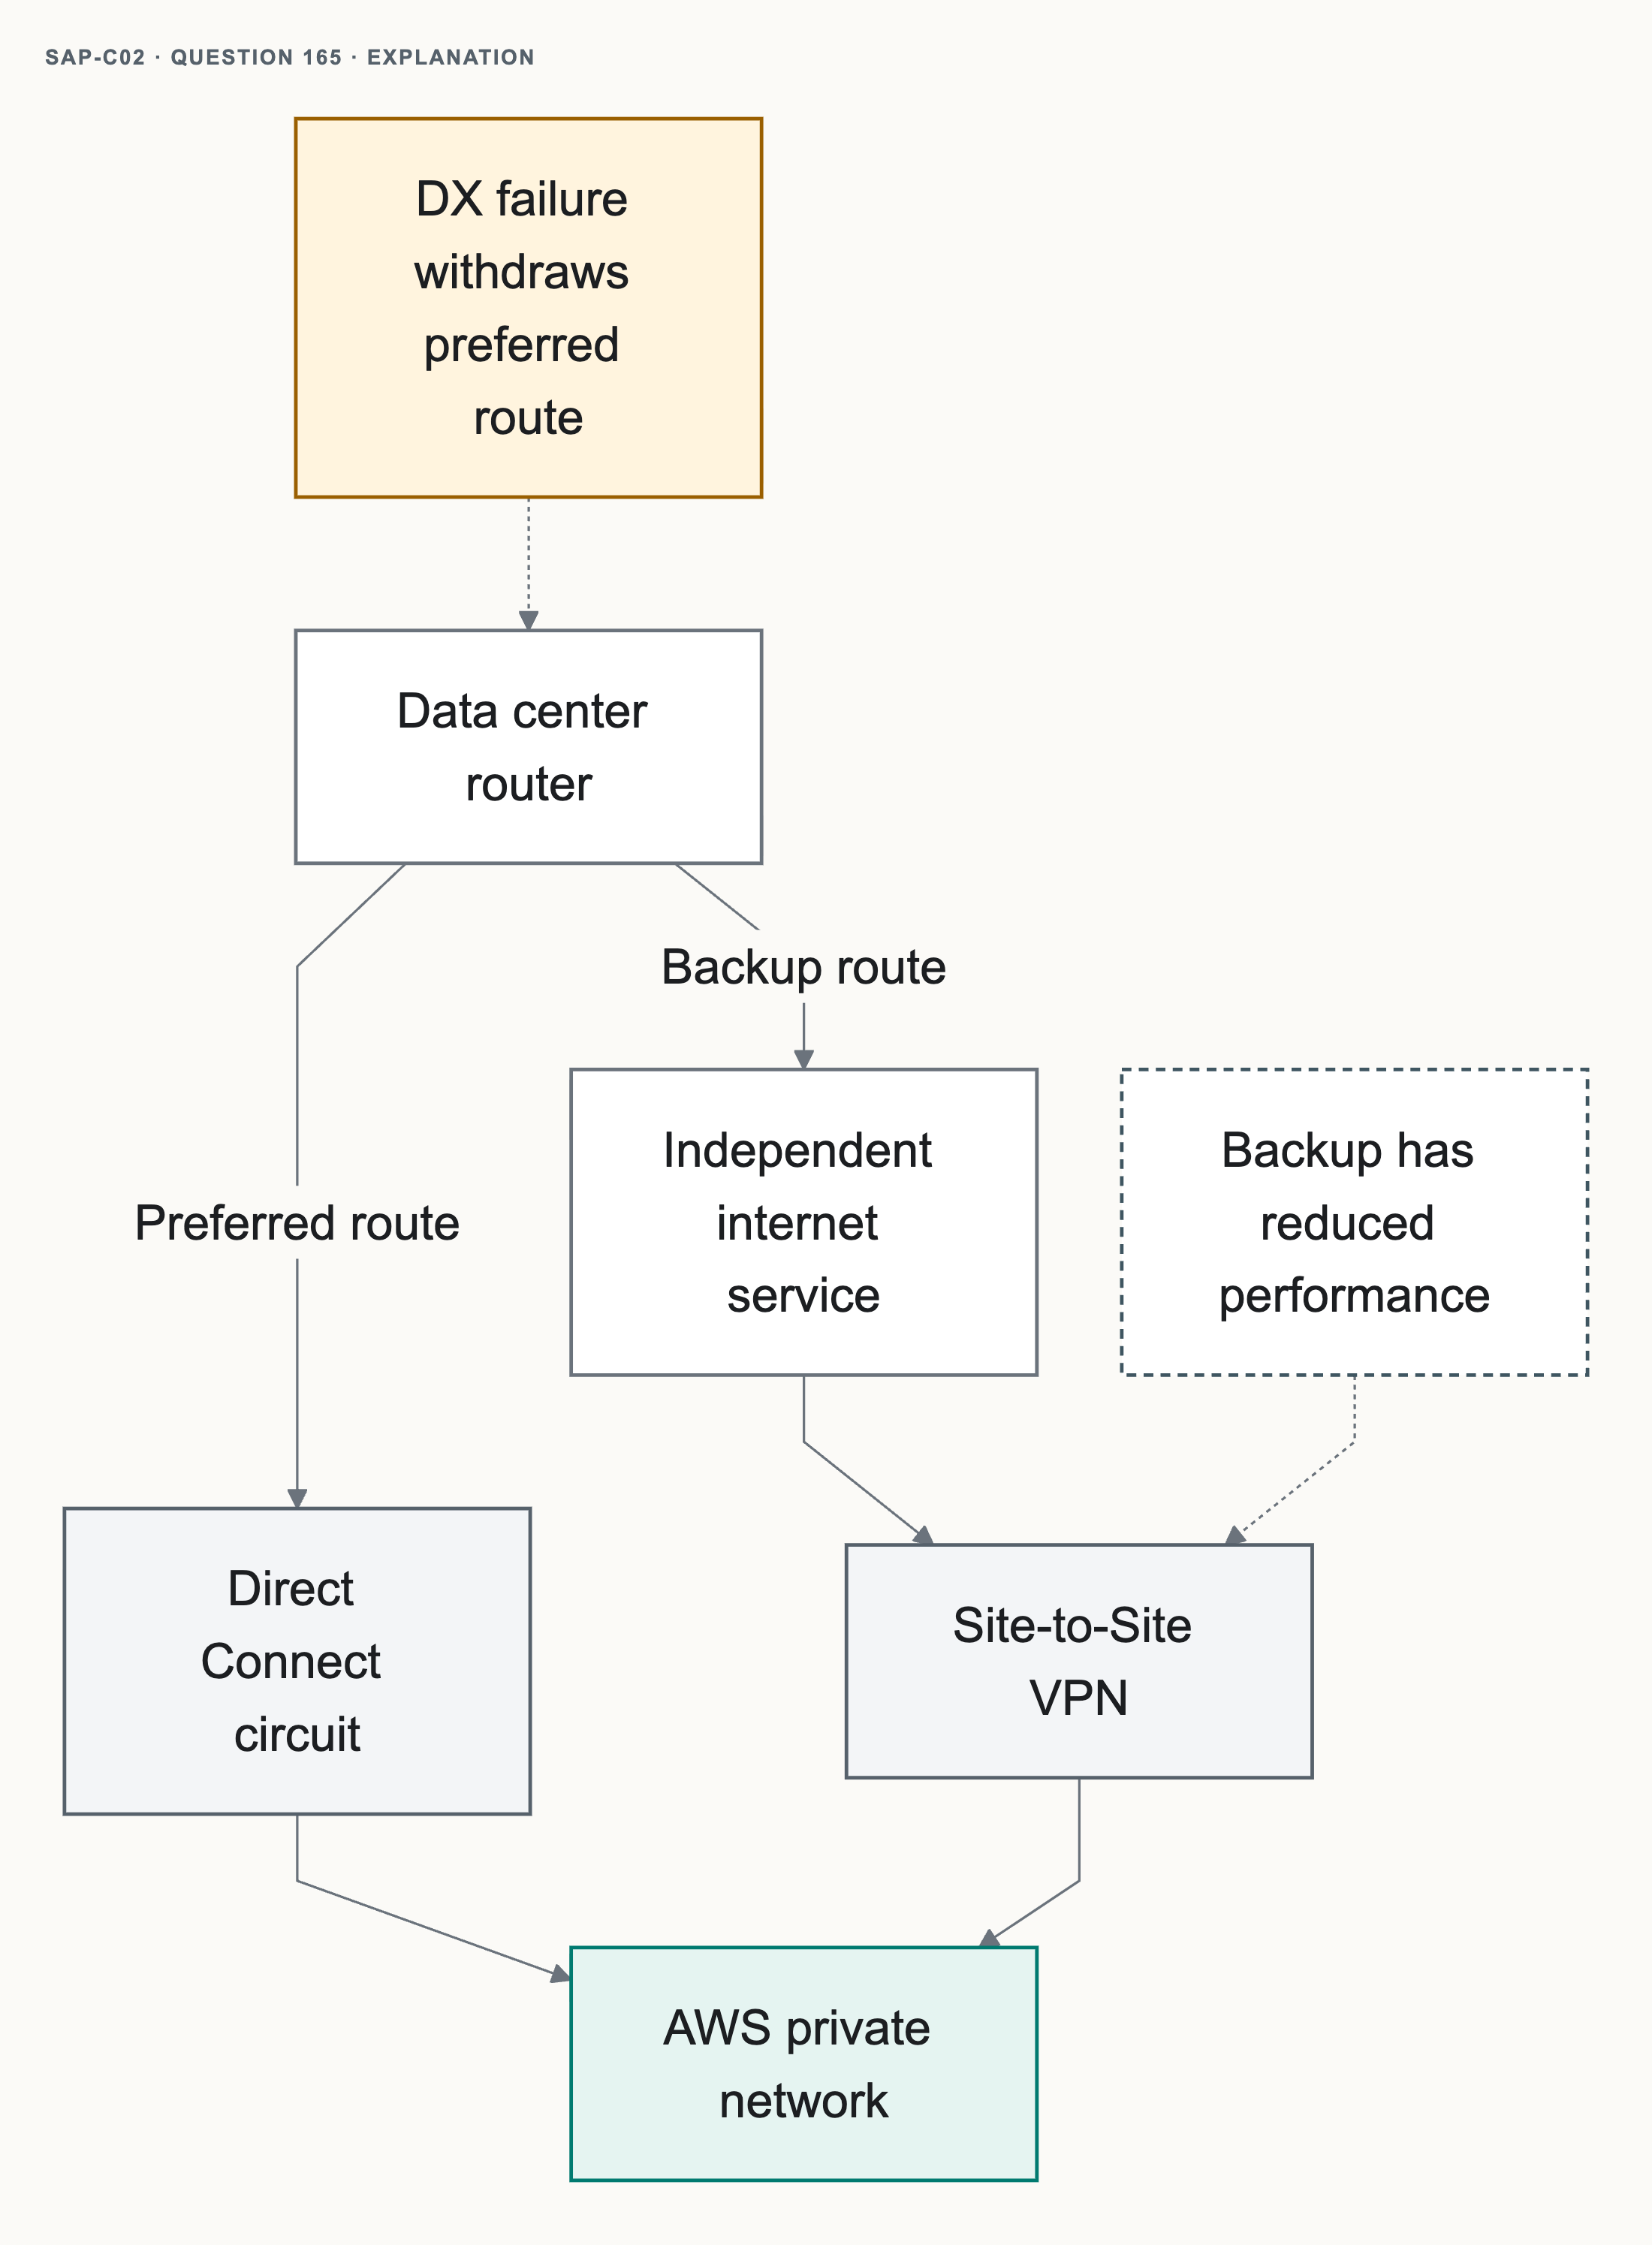 SAP-C02 · QUESTION 165 · EXPLANATION
DX failure
withdraws
preferred
route
Data center
router
Backup route
Preferred route
Independent
internet
service
Backup has
reduced
performance
Direct
Connect
circuit
Site-to-Site
VPN
AWS private
network